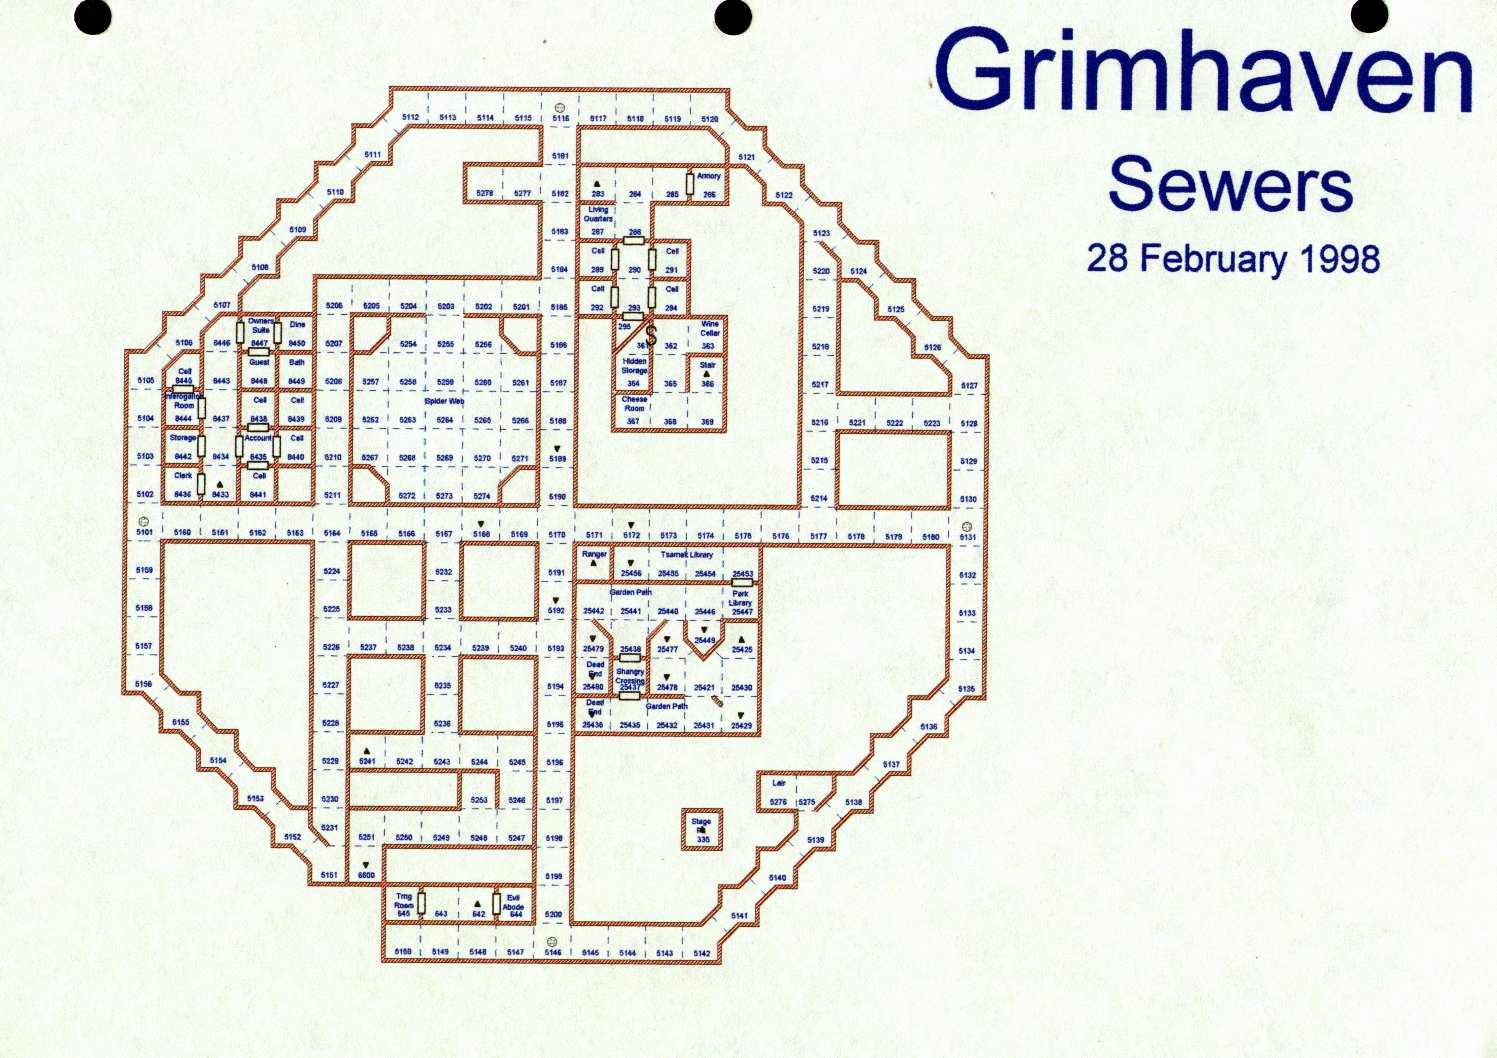 Grimhaven
Sewers
28 February 1998
5112 5113 5114 5115 5116 5117 5118 5119 5120
5111 5181 5121
5110 5278 5277 5182 283 284 285 Armory 286 5122
Living
Quarters
5109 5183 287 288 5123
Cell Cell
5108 5184 289 290 291 5220 5124
Cell Cell
5107 5206 5205 5204 5203 5202 5201 5185 292 293 294 5219 5125
Owners Dine 295 Wine
Suite Cellar
5106 8446 8447 8450 5207 5254 5255 5256 5186 361 S 362 363 5218 5126
Cell Guest Bath Hidden Stair
Storage
5105 8445 8443 8448 8449 5208 5257 5258 5259 5260 5261 5187 364 365 366 5217 5127
Interogation Cell Cell Spider Web Cheese
Room Room
5104 8444 8437 8438 8439 5209 5262 5263 5264 5265 5266 5188 367 368 369 5216 5221 5222 5223 5128
Storage Account Cell
5103 8442 8434 8435 8440 5210 5267 5268 5269 5270 5271 5189 5215 5129
Clerk Cell
5102 8436 8433 8441 5211 5272 5273 5274 5190 5214 5130
5101 5160 5161 5162 5163 5164 5165 5166 5167 5168 5169 5170 5171 5172 5173 5174 5175 5176 5177 5178 5179 5180 5131
Ranger Tsarnek Library
5159 5224 5232 5191 25456 25455 25454 25453 5132
Garden Path Park
Library
5158 5225 5233 5192 25442 25441 25440 25446 25447 5133
5157 5226 5237 5238 5234 5239 5240 5193 25479 25438 25477 25449 25425 5134
Dead Shangry
End Crossing
5156 5227 5235 5194 25480 25437 25478 25421 25430 5135
Dead Garden Path
End
5155 5228 5236 5195 25436 25435 25432 25431 25429 5136
5154 5229 5241 5242 5243 5244 5245 5196 5137
Lair
5153 5230 5253 5246 5197 5276 5275 5138
Stage
5152 5231 5251 5250 5249 5248 5247 5198 335 5139
5151 6600 5199 5140
Trng Evil
Room Abode
645 643 642 644 5200 5141
5150 5149 5148 5147 5146 5145 5144 5143 5142